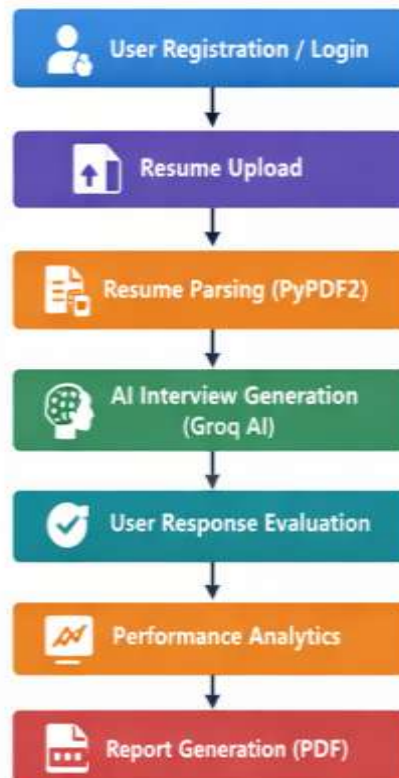 User Registration / Login
Resume Upload
Resume Parsing (PyPDF2)
AI Interview Generation
(Groq AI)
User Response Evaluation
Performance Analytics
Report Generation (PDF)